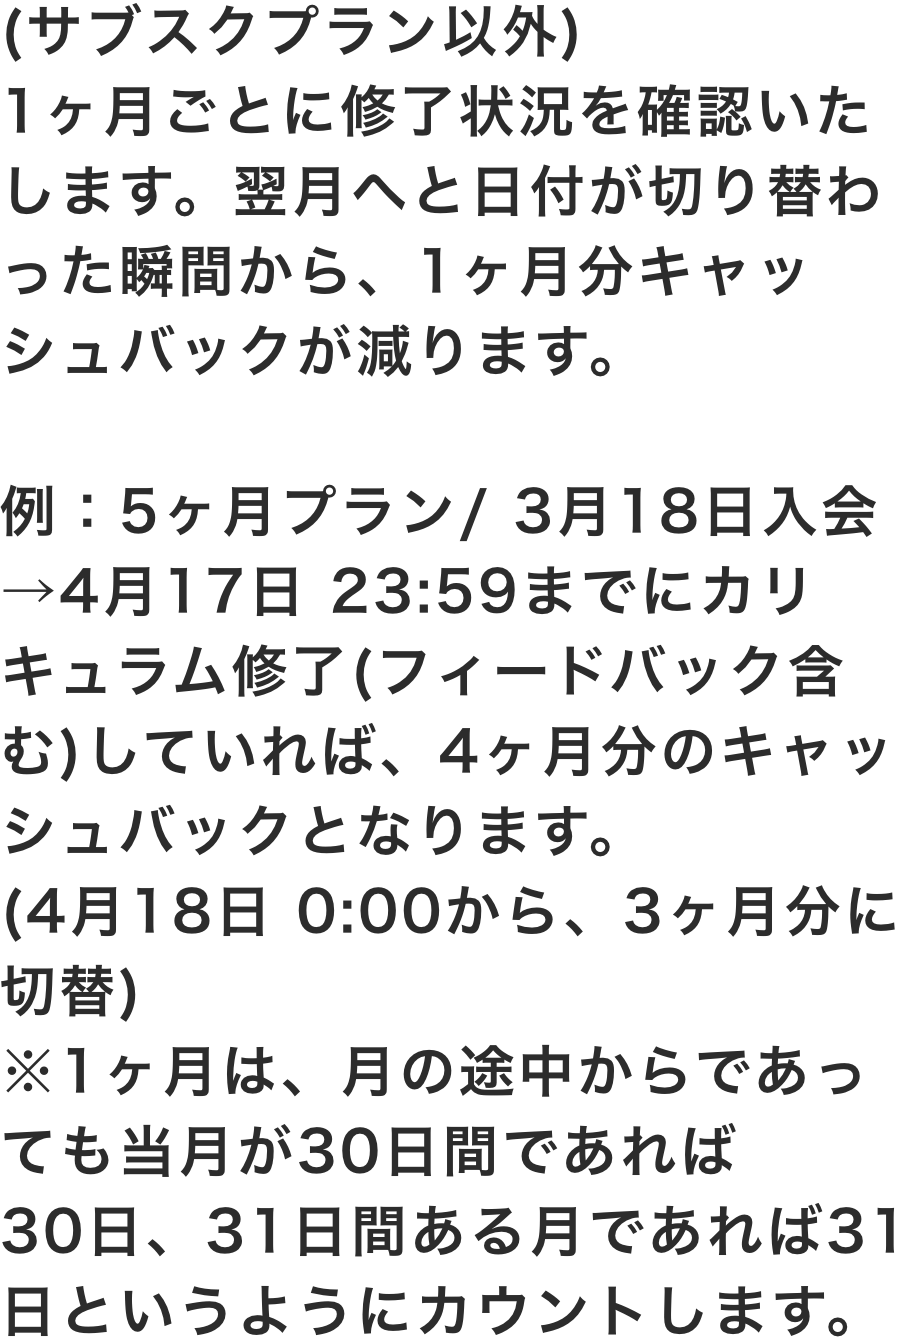 (サブスクプラン以外)
1ヶ月ごとに修了状況を確認いた
します。翌月へと日付が切り替わ
った瞬間から、1ヶ月分キャッ
シュバックが減ります。
例：5ヶ月プラン/ 3月18日入会
→4月17日 23:59までにカリ
キュラム修了(フィードバック含
む)していれば、4ヶ月分のキャッ
シュバックとなります。
(4月18日 0:00から、3ヶ月分に
切替)
※1ヶ月は、月の途中からであっ
ても当月が30日間であれば
30日、31日間ある月であれば31
日というようにカウントします。